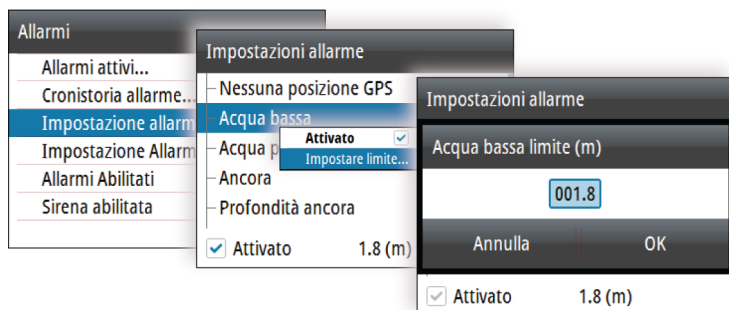 Allarmi
Allarmi attivi...
Cronistoria allarme...
Impostazione allarm
Impostazione Allarm
Allarmi Abilitati
Sirena abilitata
Impostazioni allarme
Nessuna posizione GPS
Acqua bassa
Acqua p
Ancora
Profondità ancora
Attivato 1.8 (m)
Attivato
Impostare limite...
Impostazioni allarme
Acqua bassa limite (m)
001.8
Annulla OK
Attivato 1.8 (m)